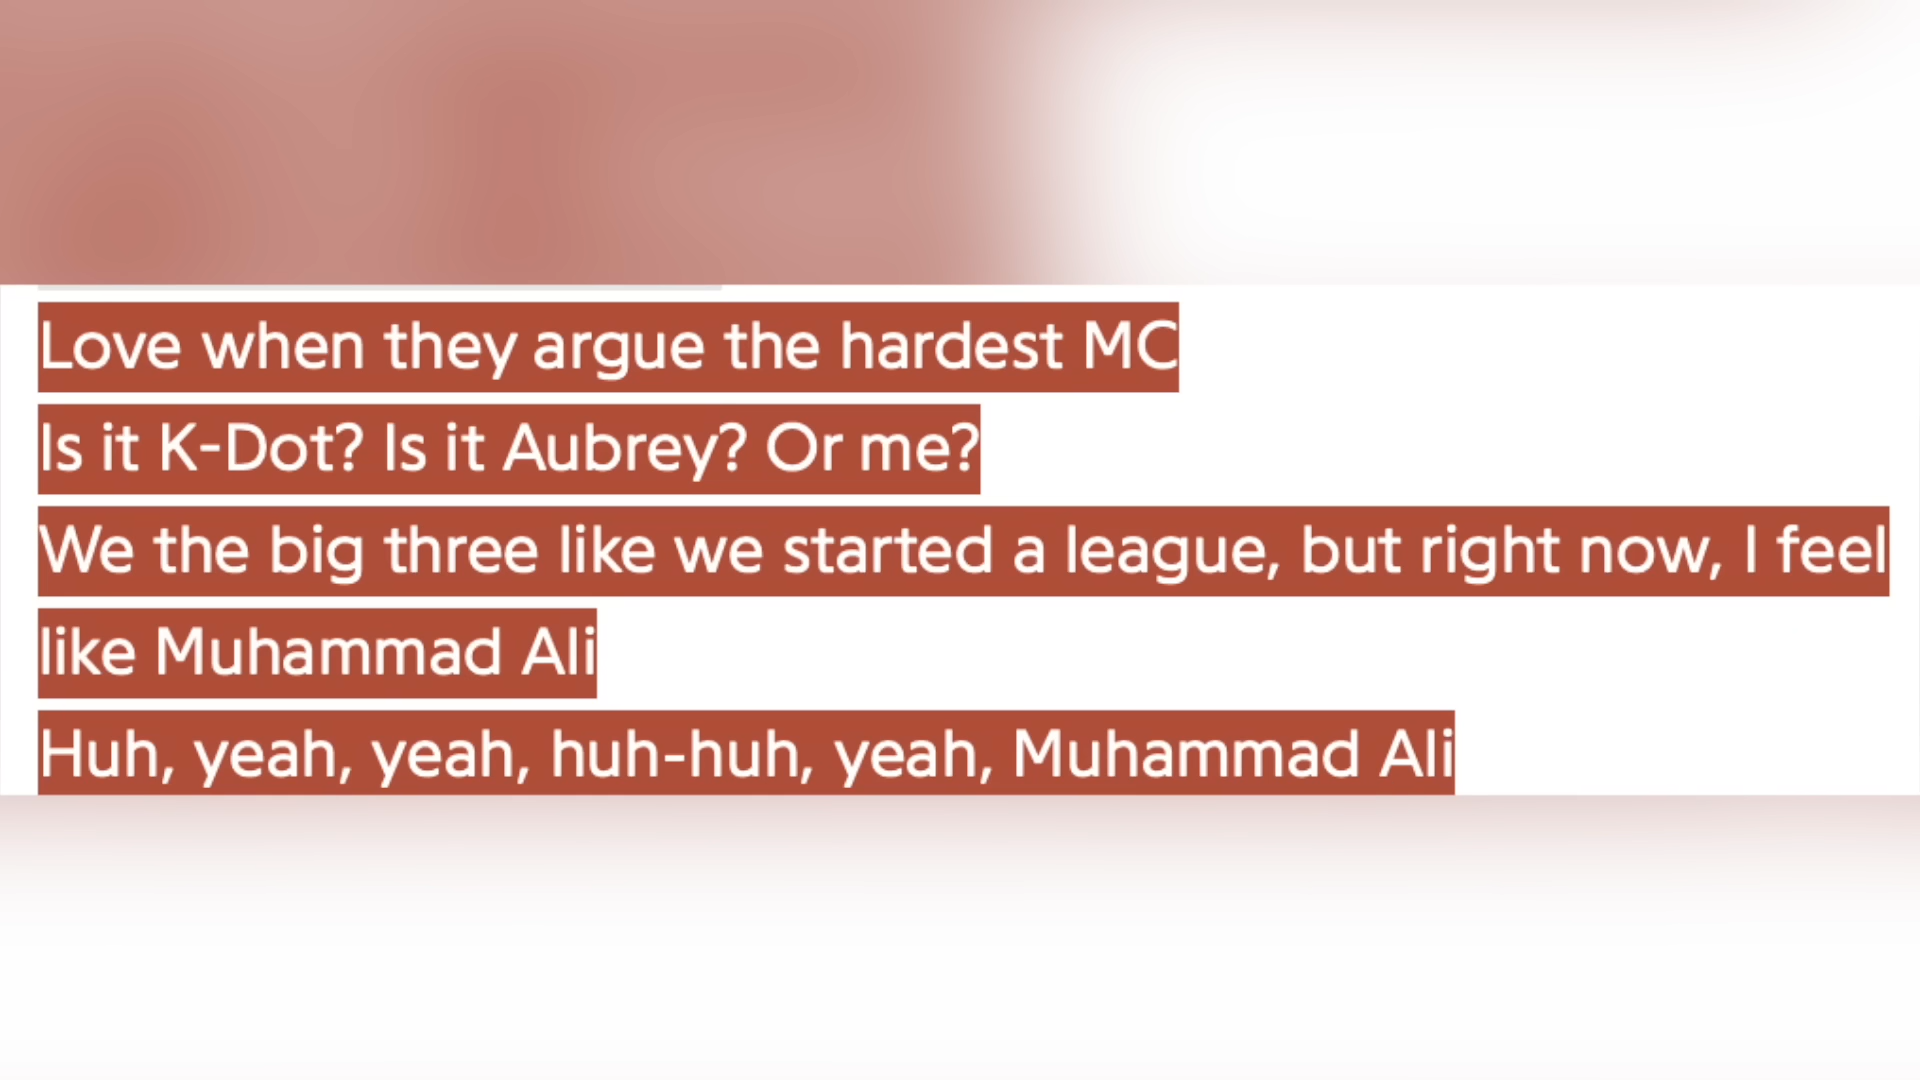 Love when they argue the hardest MC
Is it K-Dot? Is it Aubrey? Or me?
We the big three like we started a league, but right now, I feel
like Muhammad Ali
Huh, yeah, yeah, huh-huh, yeah, Muhammad Ali